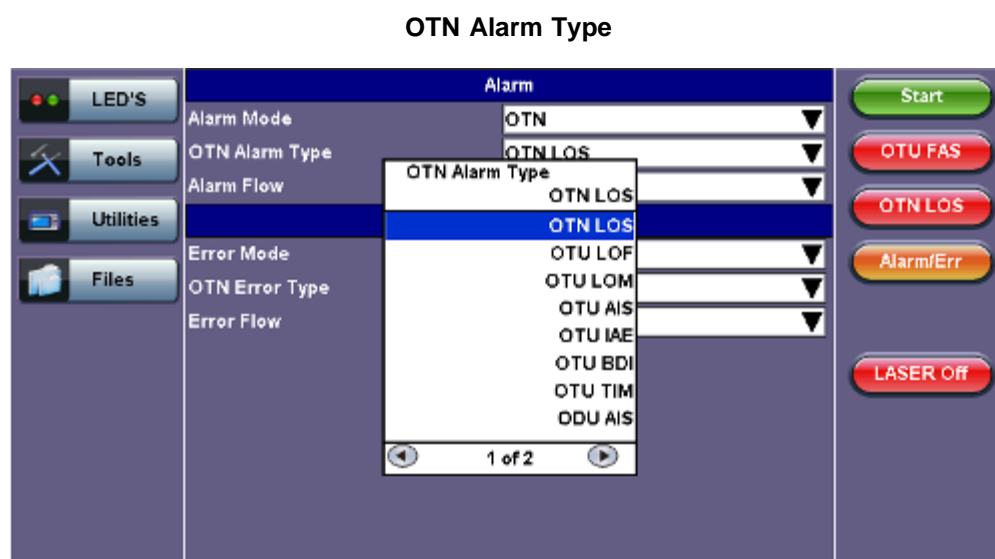 OTN Alarm Type
LED'S
Tools
Utilities
Files
Alarm
Alarm Mode
OTN
OTN Alarm Type
OTN LOS
Alarm Flow
Error Mode
OTN Error Type
Error Flow
OTN Alarm Type
OTN LOS
OTN LOS
OTU LOF
OTU LOM
OTU AIS
OTU IAE
OTU BDI
OTU TIM
ODU AIS
1 of 2
Start
OTU FAS
OTN LOS
Alarm/Err
LASER Off